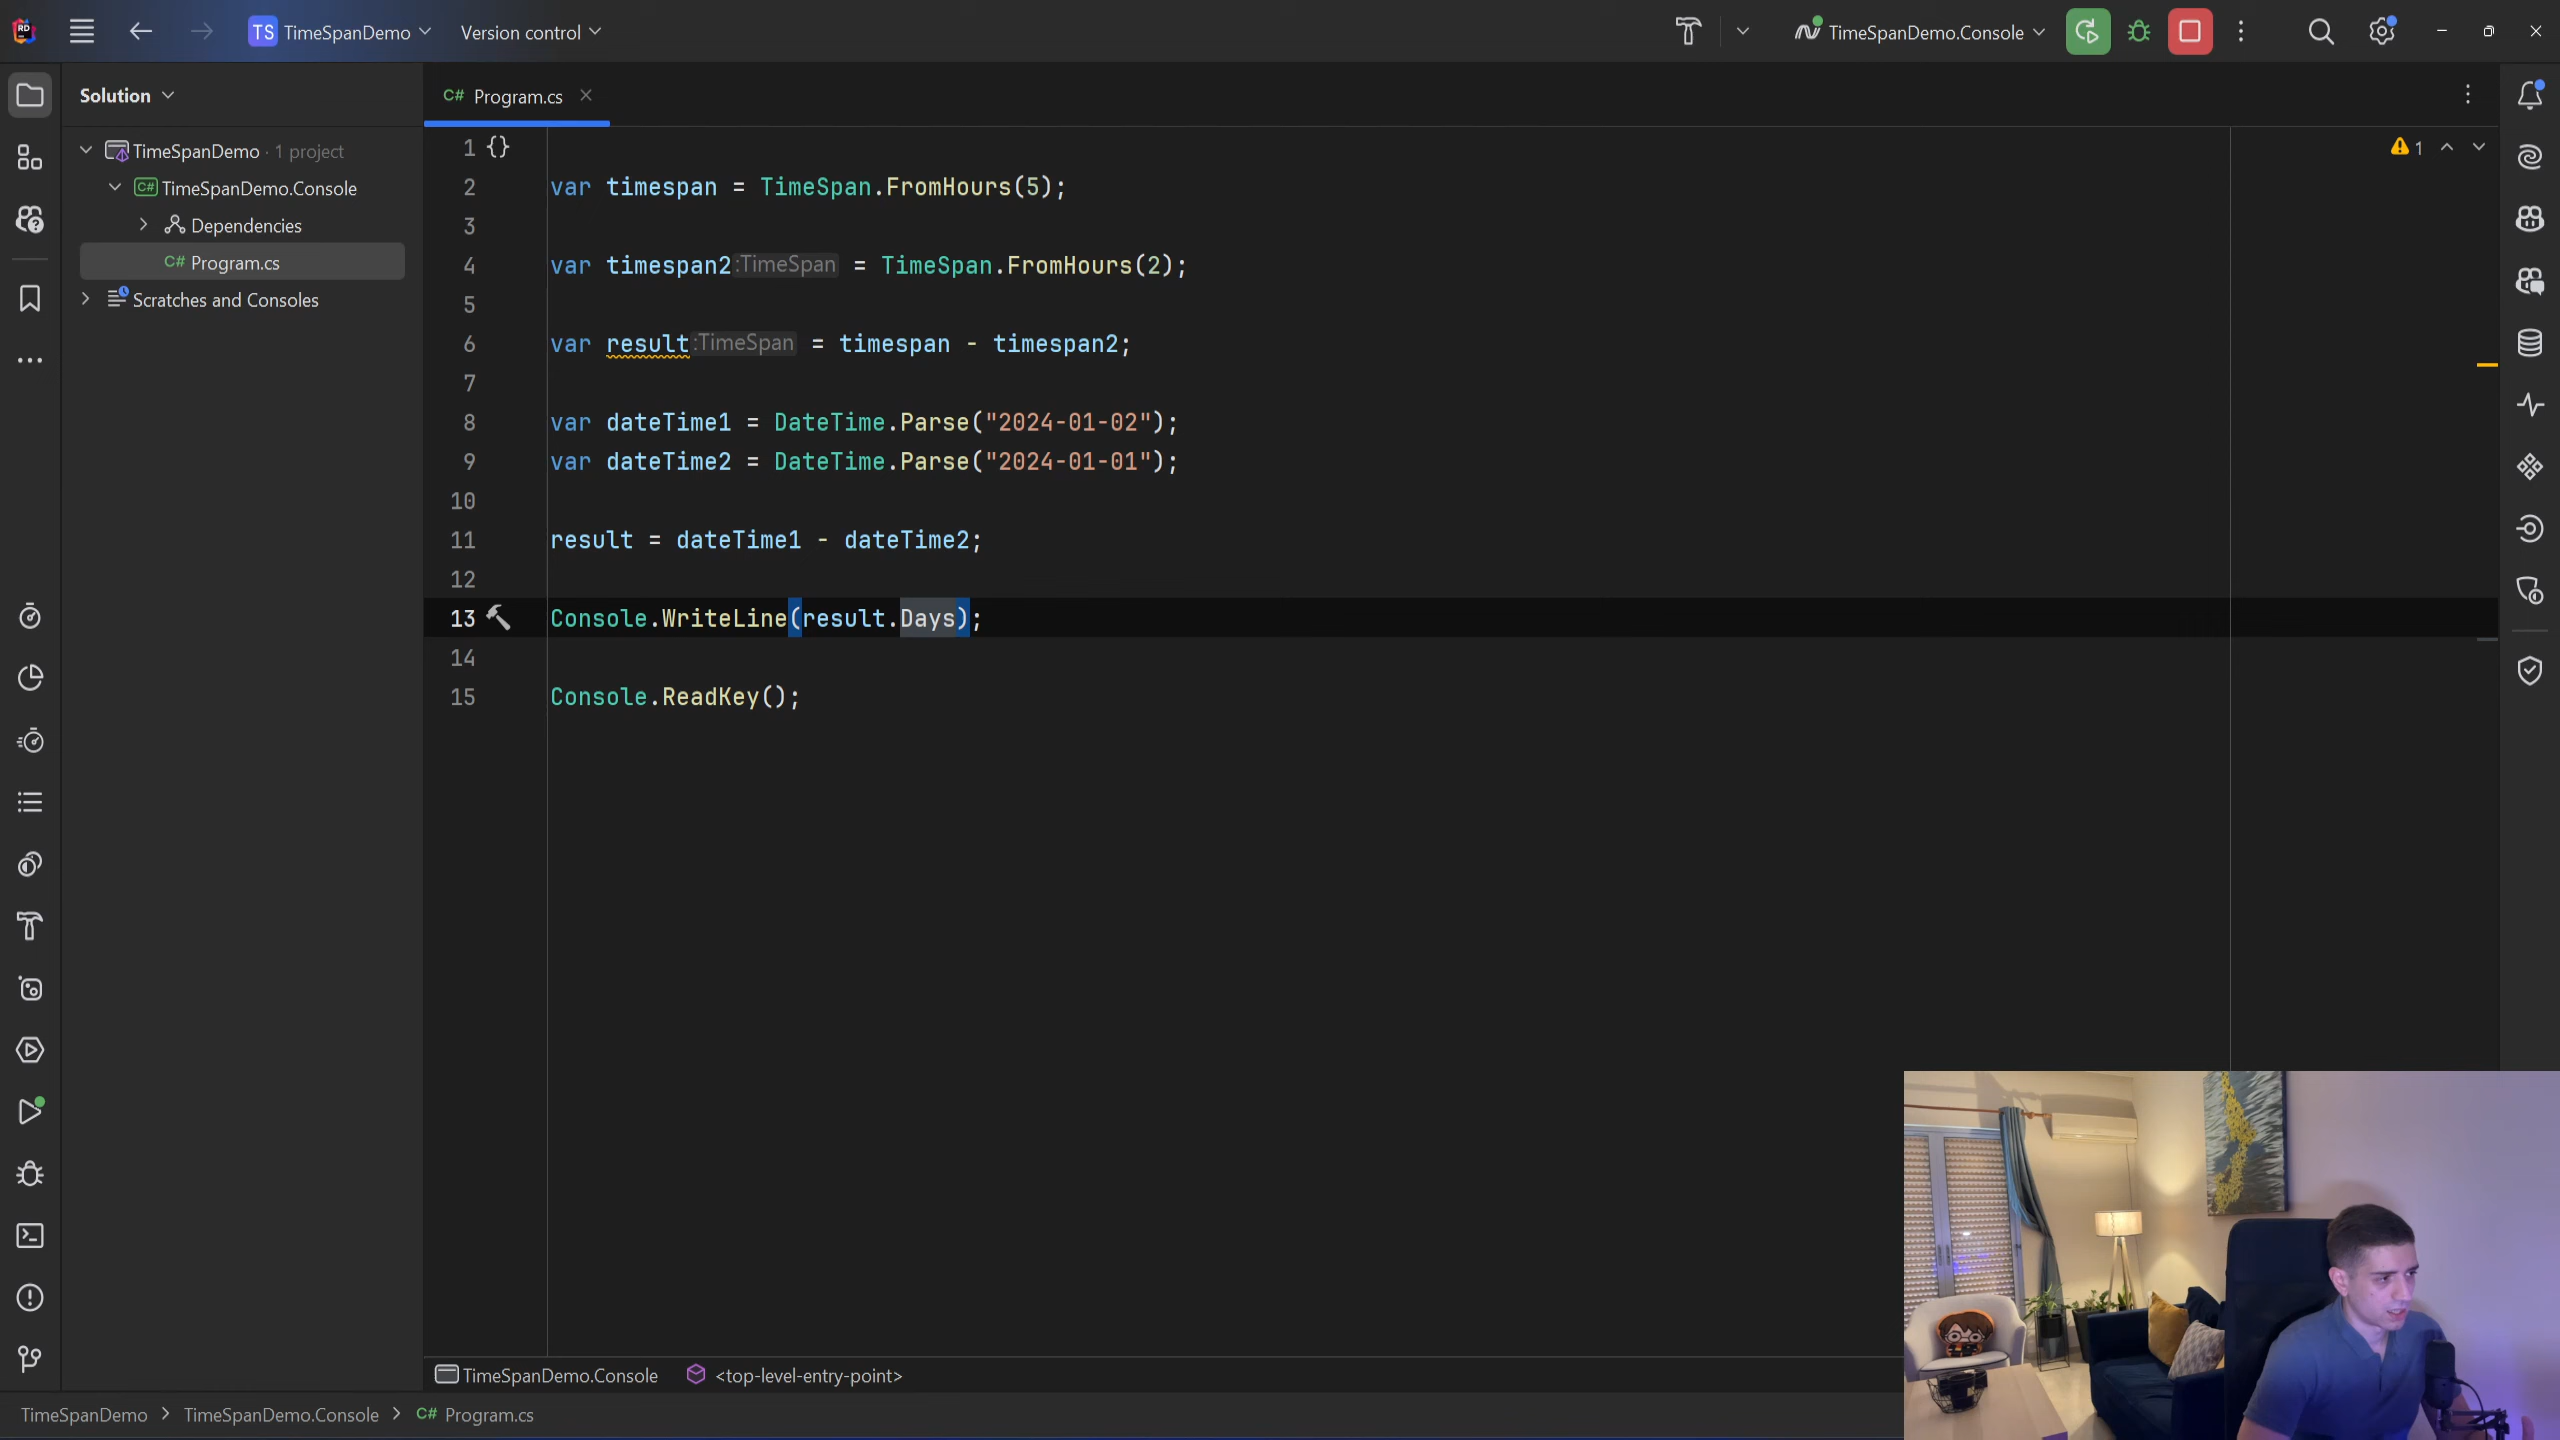 RD
TS TimeSpanDemo
Version control
TimeSpanDemo.Console
Solution
C# Program.cs
TimeSpanDemo · 1 project
C# TimeSpanDemo.Console
Dependencies
C# Program.cs
Scratches and Consoles
1 {}
1
2 var timespan = TimeSpan.FromHours(5);
3
4 var timespan2 :TimeSpan = TimeSpan.FromHours(2);
5
6 var result :TimeSpan = timespan - timespan2;
7
8 var dateTime1 = DateTime.Parse("2024-01-02");
9 var dateTime2 = DateTime.Parse("2024-01-01");
10
11 result = dateTime1 - dateTime2;
12
13 Console.WriteLine(result.Days);
14
15 Console.ReadKey();
TimeSpanDemo.Console <top-level-entry-point>
TimeSpanDemo > TimeSpanDemo.Console > C# Program.cs